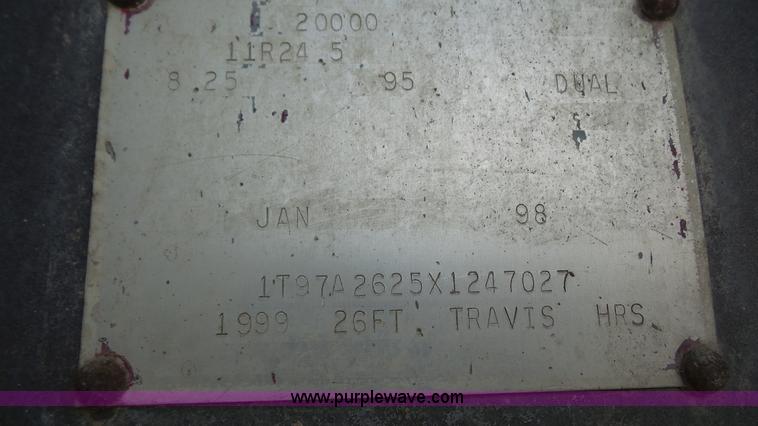 20000
11R24.5
8.25 95 DUAL
JAN 98
1T97A2625X1247027
1999 26FT TRAVIS HRS
www.purplewave.com